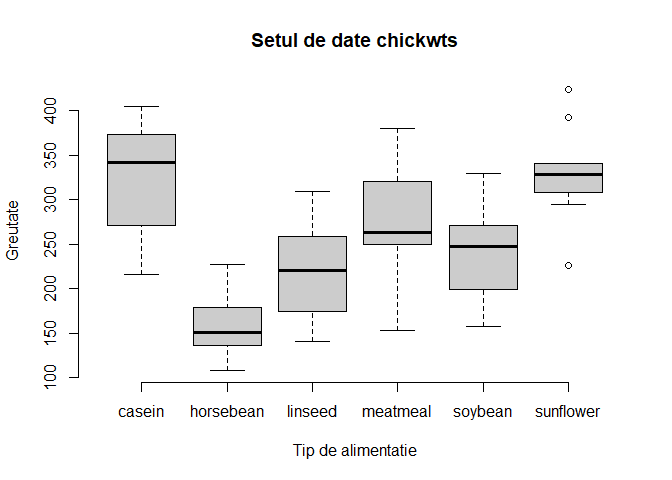 Setul de date chickwts
Greutate
400
350
300
250
200
150
100
casein horsebean linseed meatmeal soybean sunflower
Tip de alimentatie